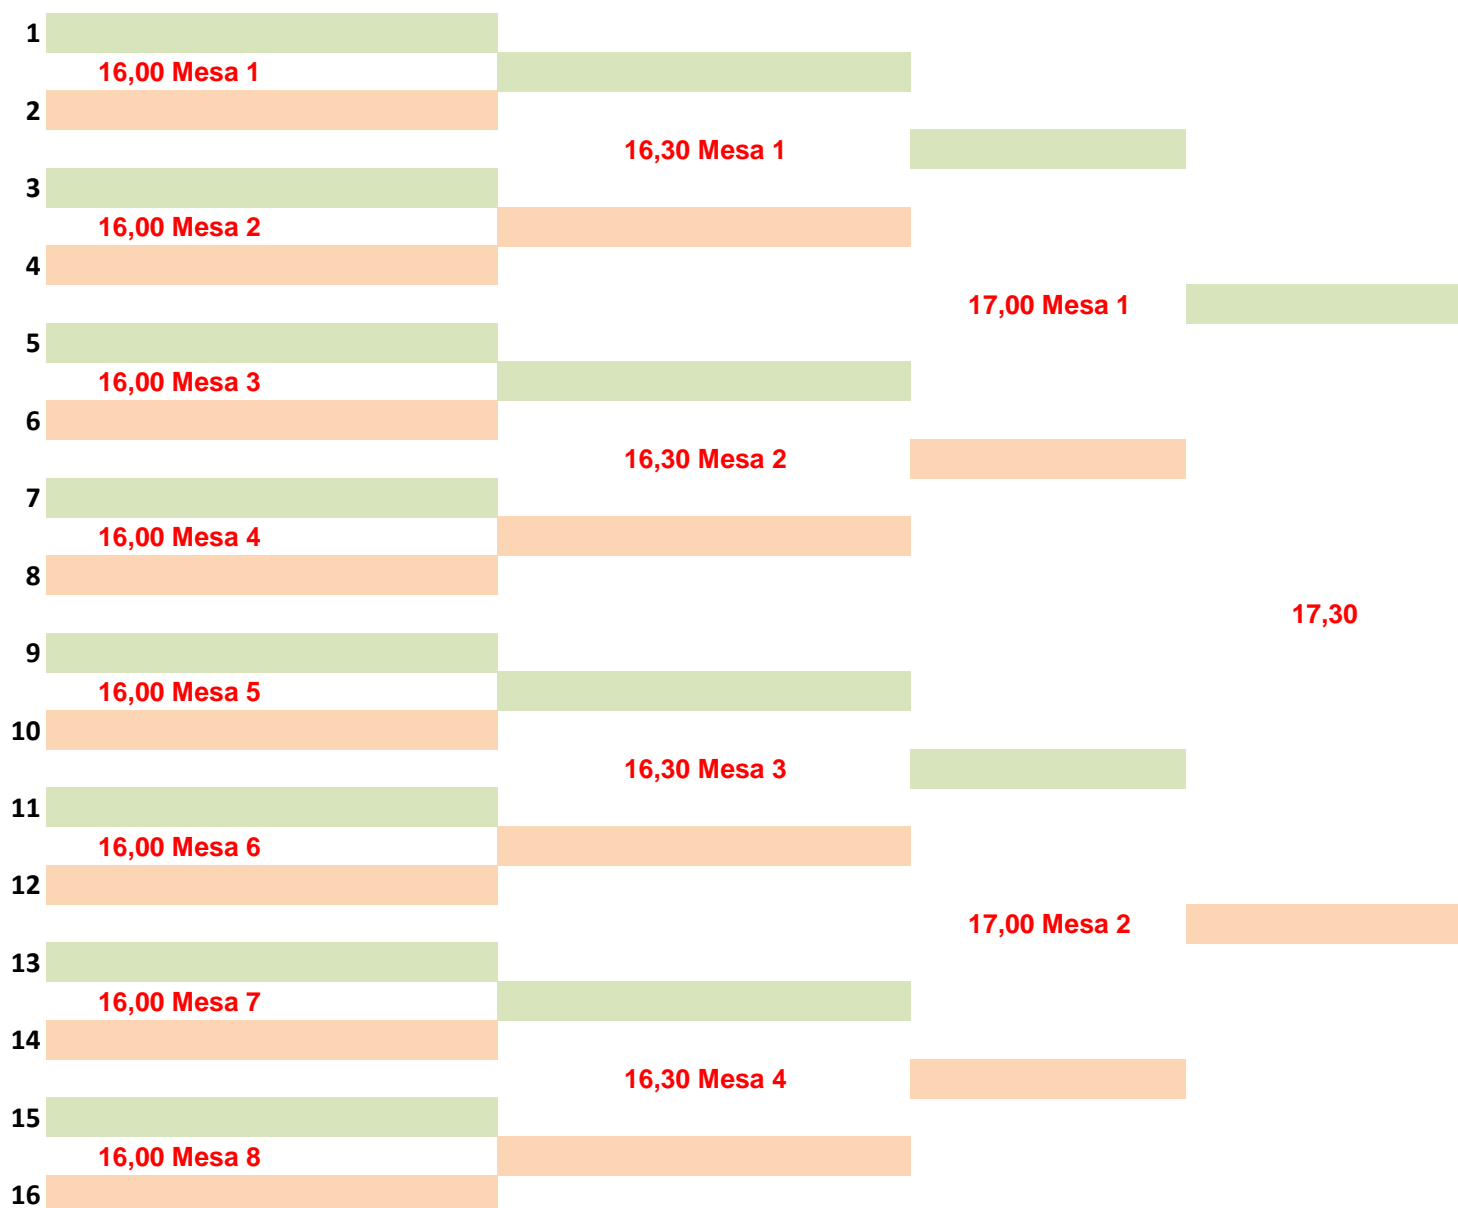 1
16,00 Mesa 1
2
16,30 Mesa 1
3
16,00 Mesa 2
4
17,00 Mesa 1
5
16,00 Mesa 3
6
16,30 Mesa 2
7
16,00 Mesa 4
8
17,30
9
16,00 Mesa 5
10
16,30 Mesa 3
11
16,00 Mesa 6
12
17,00 Mesa 2
13
16,00 Mesa 7
14
16,30 Mesa 4
15
16,00 Mesa 8
16